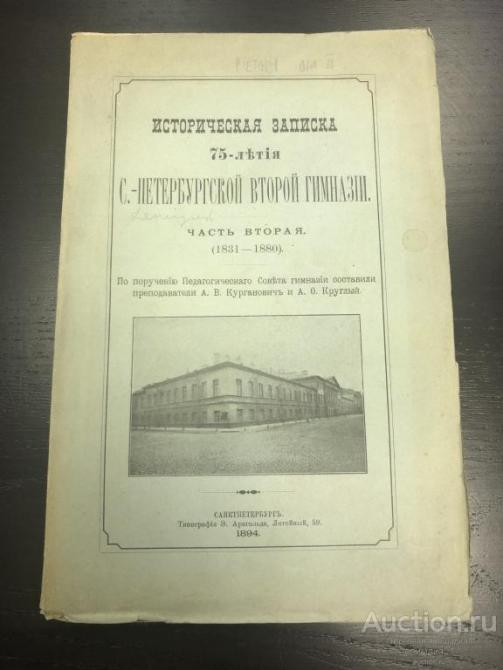 ИСТОРИЧЕСКАЯ ЗАПИСКА
75-лѣтія
С.-ПЕТЕРБУРГСКОЙ ВТОРОЙ ГИМНАЗІИ.
ЧАСТЬ ВТОРАЯ.
(1831—1880).
По порученію Педагогическаго Совѣта гимназіи составили
преподаватели А. В. Кургановичъ и А. О. Круглый.
САНКТПЕТЕРБУРГЪ.
Типографія Э. Арнгольда, Литейный, 59.
1894.
Auction.ru